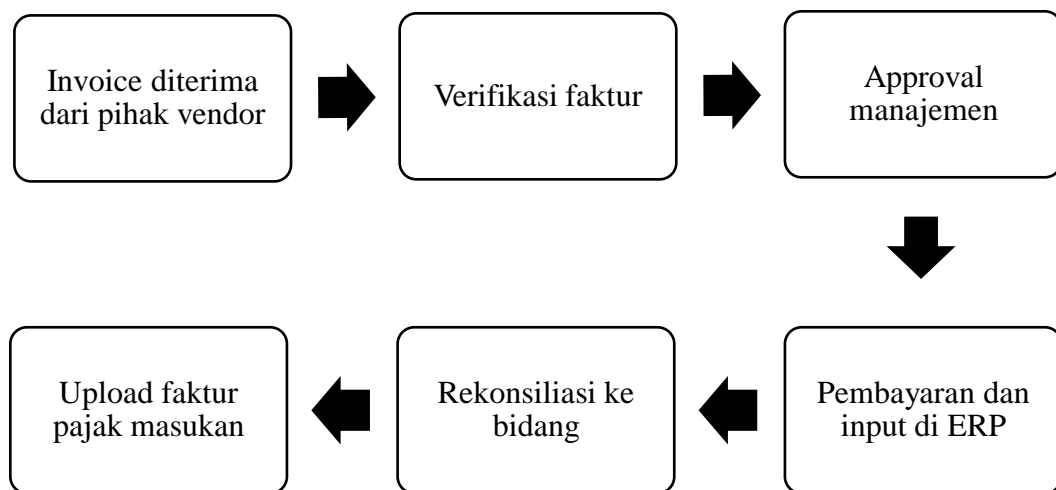 Invoice diterima
dari pihak vendor
Verifikasi faktur
Approval
manajemen
Pembayaran dan
input di ERP
Rekonsiliasi ke
bidang
Upload faktur
pajak masukan